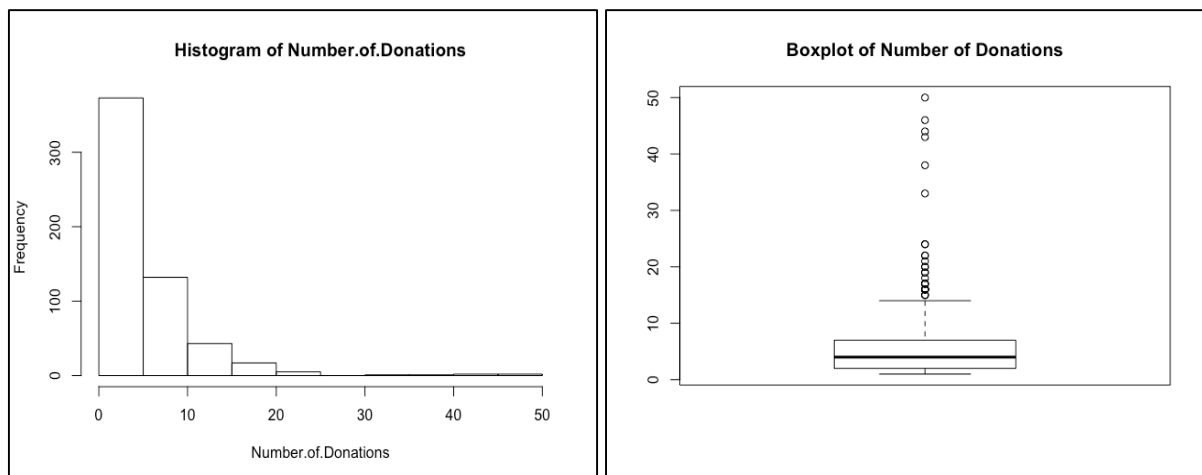 Histogram of Number.of.Donations
Frequency
300
200
100
0
0 10 20 30 40 50
Number.of.Donations
Boxplot of Number of Donations
50
40
30
20
10
0